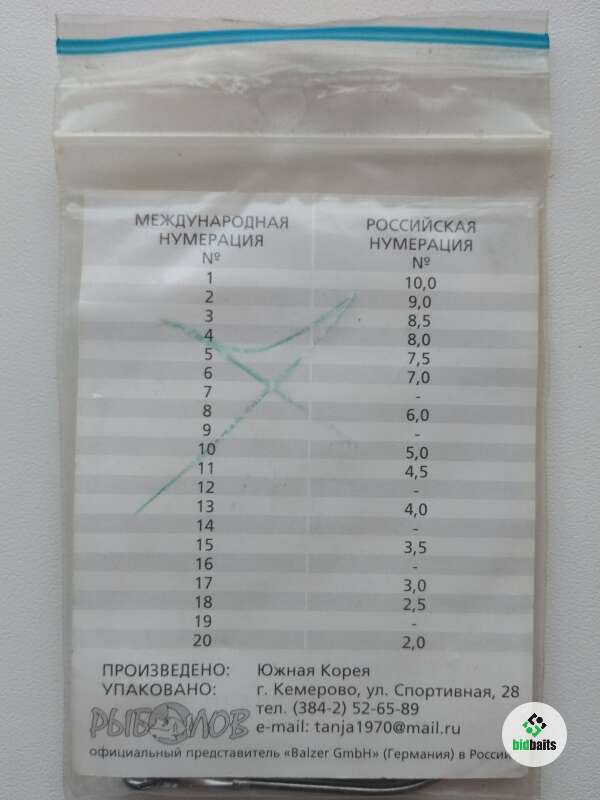 МЕЖДУНАРОДНАЯ НУМЕРАЦИЯ № РОССИЙСКАЯ НУМЕРАЦИЯ №
1 10,0
2 9,0
3 8,5
4 8,0
5 7,5
6 7,0
7 -
8 6,0
9 -
10 5,0
11 4,5
12 -
13 4,0
14 -
15 3,5
16 -
17 3,0
18 2,5
19 -
20 2,0
ПРОИЗВЕДЕНО: Южная Корея
УПАКОВАНО: г. Кемерово, ул. Спортивная, 28
тел. (384-2) 52-65-89
РЫБОЛОВ e-mail: tanja1970@mail.ru
официальный представитель «Balzer GmbH» (Германия) в
bidbaits